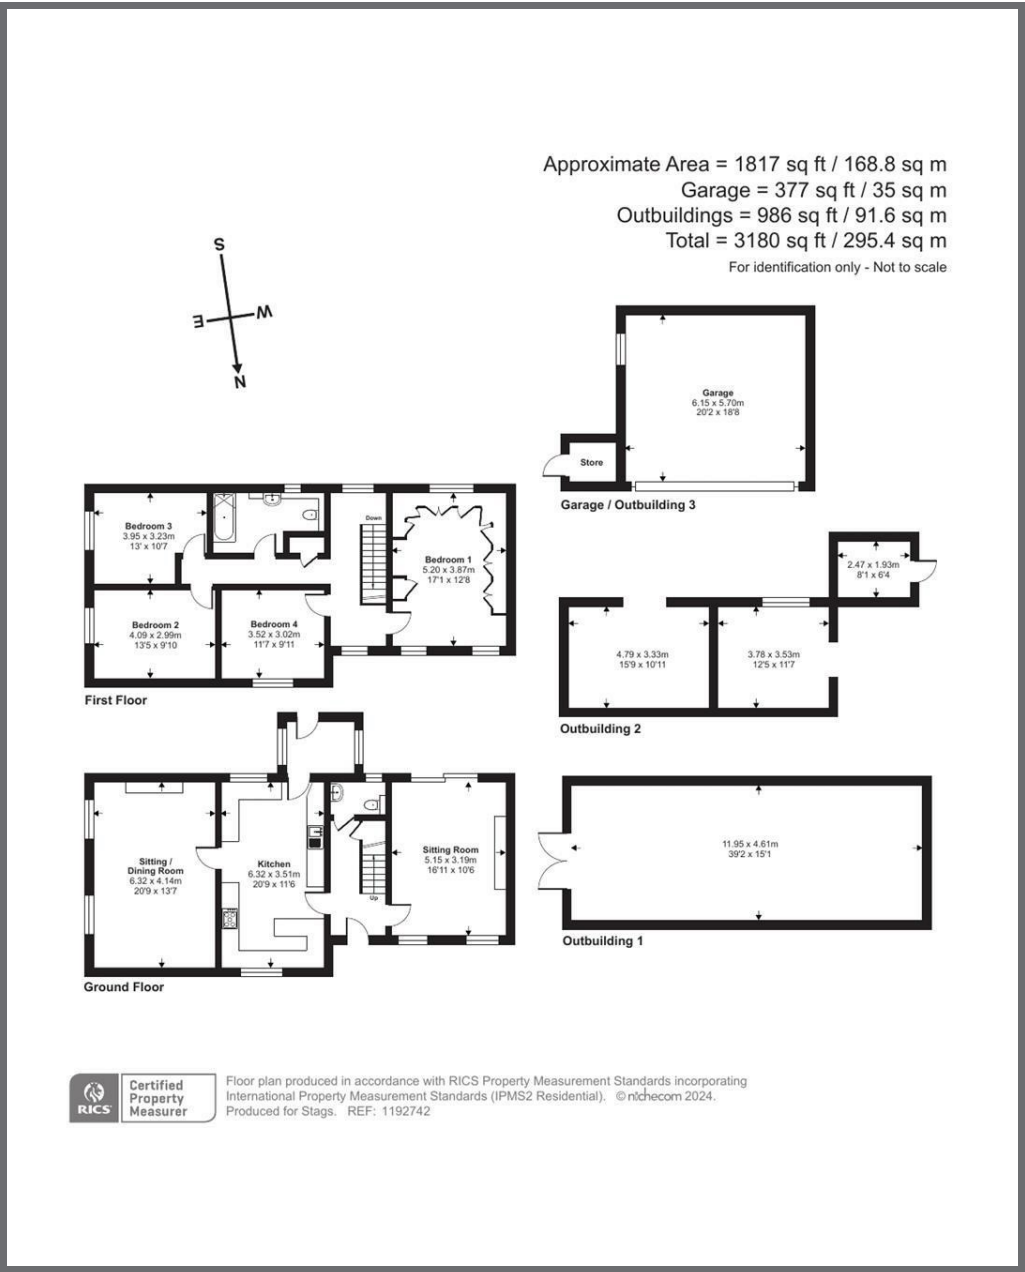 Approximate Area = 1817 sq ft / 168.8 sq m
Garage = 377 sq ft / 35 sq m
Outbuildings = 986 sq ft / 91.6 sq m
Total = 3180 sq ft / 295.4 sq m
For identification only - Not to scale
S
E
W
N
Garage
6.15 x 5.70m
20'2 x 18'8
Store
Garage / Outbuilding 3
Bedroom 3
3.95 x 3.23m
13' x 10'7
Down
Bedroom 1
5.20 x 3.87m
17'1 x 12'8
Bedroom 2
4.09 x 2.99m
13'5 x 9'10
Bedroom 4
3.52 x 3.02m
11'7 x 9'11
First Floor
2.47 x 1.93m
8'1 x 6'4
4.79 x 3.33m
15'9 x 10'11
3.78 x 3.53m
12'5 x 11'7
Outbuilding 2
Sitting /
Dining Room
6.32 x 4.14m
20'9 x 13'7
Kitchen
6.32 x 3.51m
20'9 x 11'6
Up
Sitting Room
5.15 x 3.19m
16'11 x 10'6
Ground Floor
11.95 x 4.61m
39'2 x 15'1
Outbuilding 1
RICS
Certified
Property
Measurer
Floor plan produced in accordance with RICS Property Measurement Standards incorporating
International Property Measurement Standards (IPMS2 Residential). © nichecom 2024.
Produced for Stags. REF: 1192742